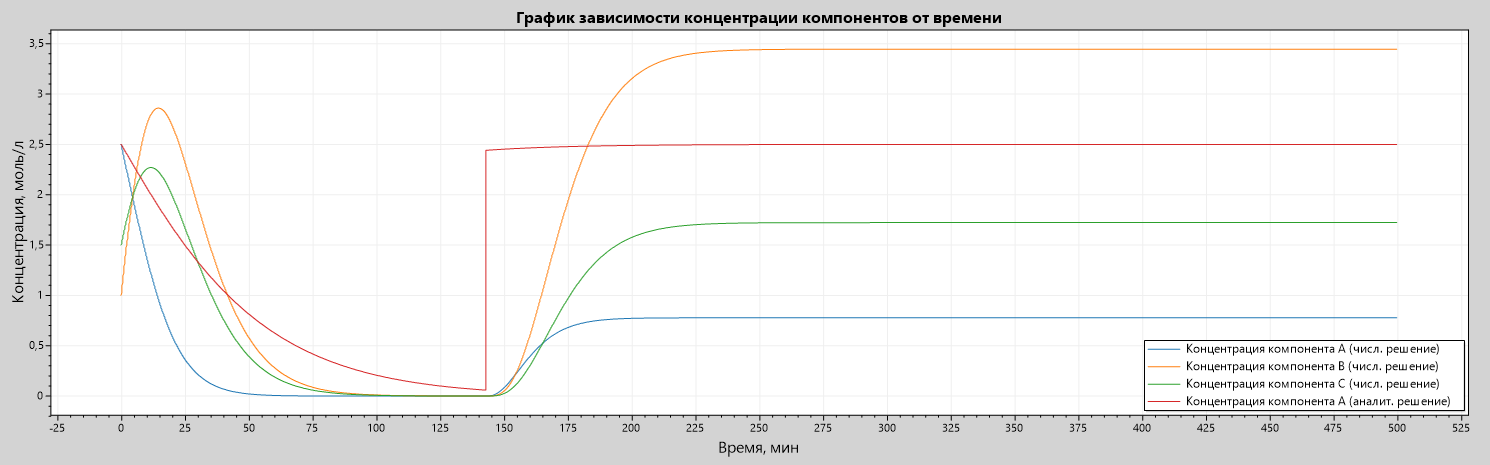 График зависимости концентрации компонентов от времени
Концентрация, моль/л
3,5
3
2,5
2
1,5
1
0,5
0
Концентрация компонента A (числ. решение)
Концентрация компонента B (числ. решение)
Концентрация компонента C (числ. решение)
Концентрация компонента A (аналит. решение)
-25 0 25 50 75 100 125 150 175 200 225 250 275 300 325 350 375 400 425 450 475 500 525
Время, мин